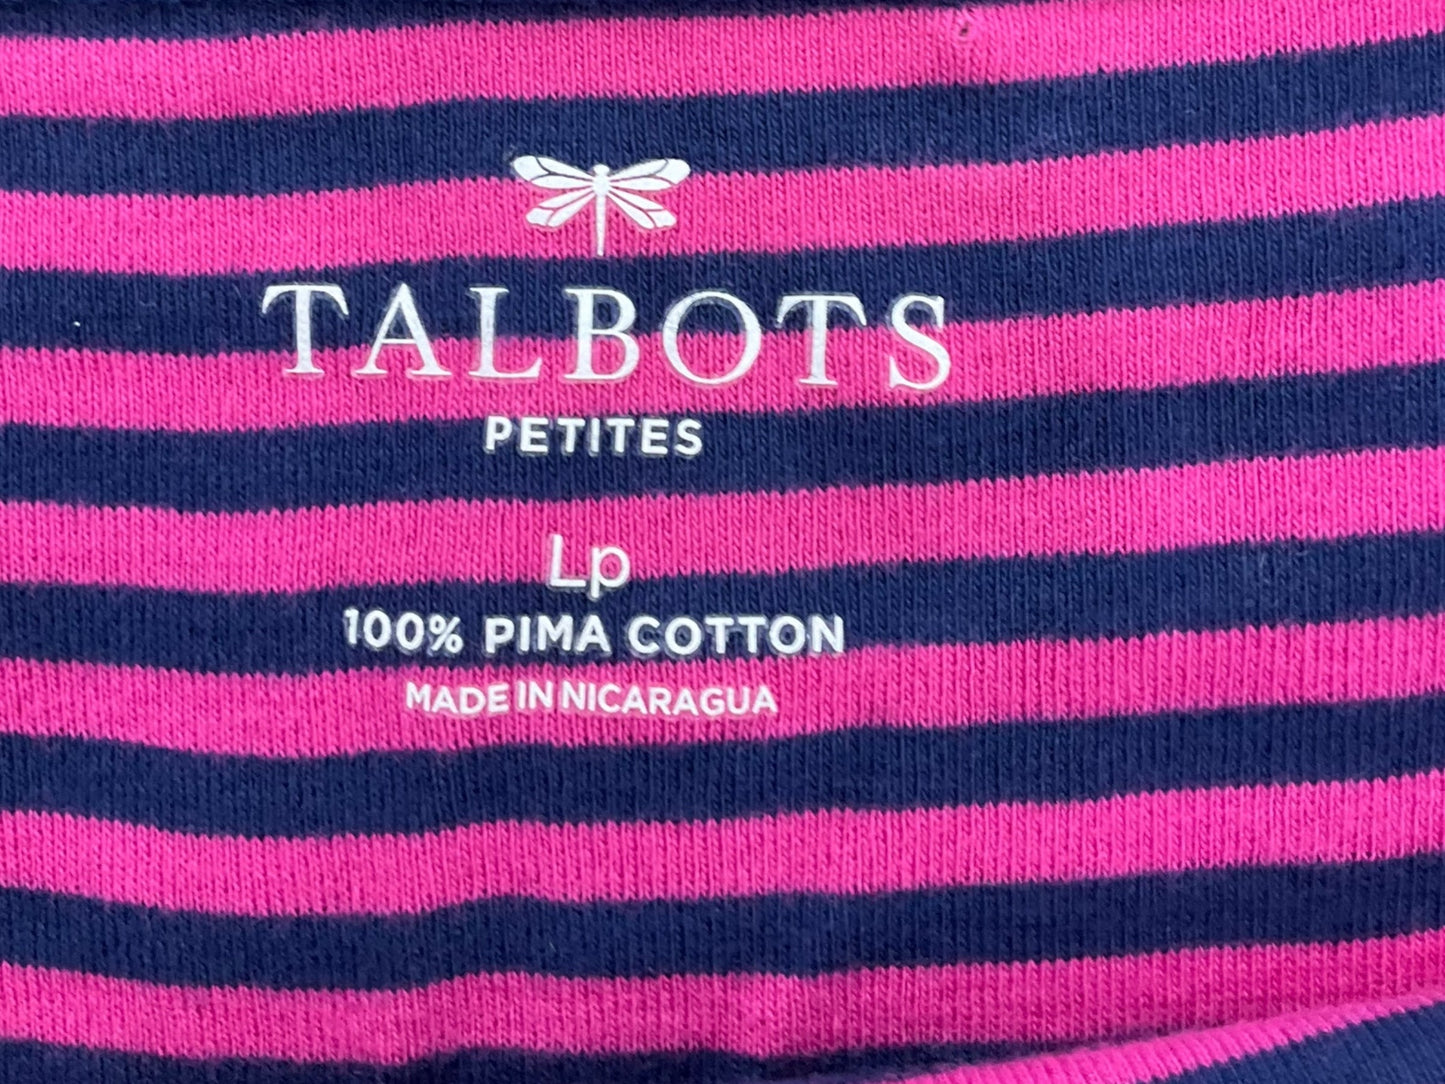 TALBOTS
PETITES
Lp
100% PIMA COTTON
MADE IN NICARAGUA